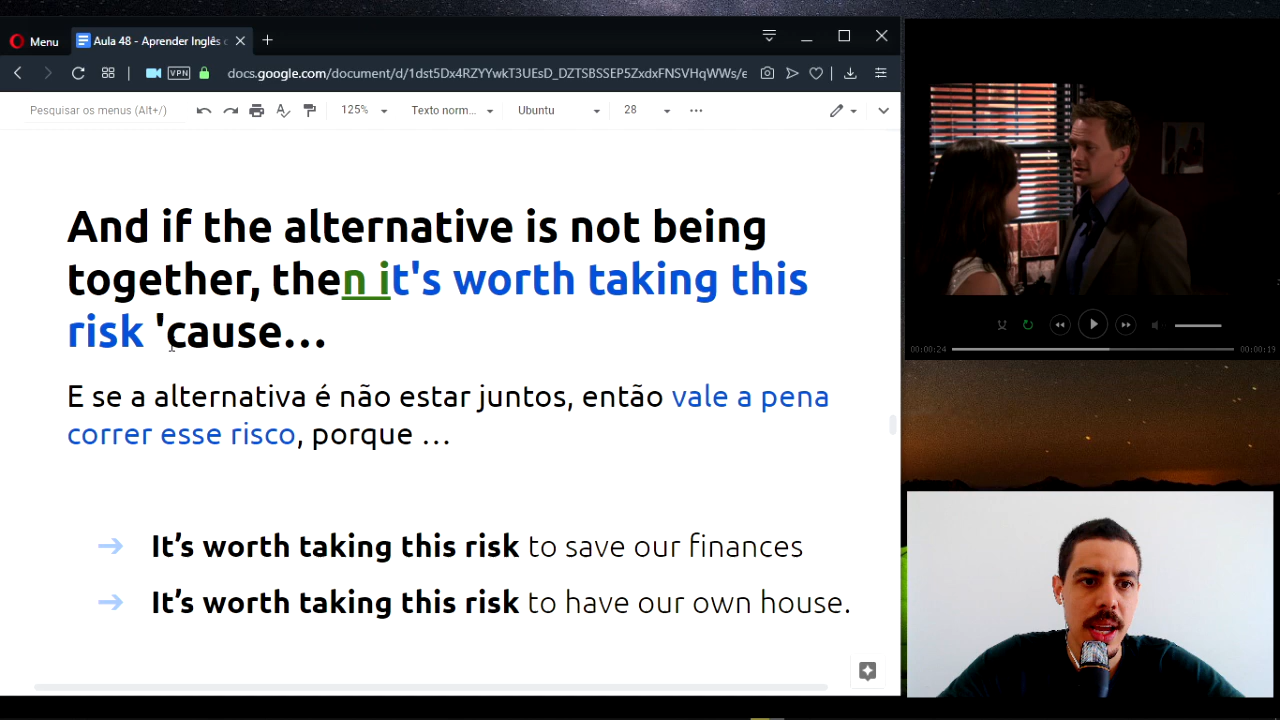 Menu
Aula 48 - Aprender Inglês
VPN
docs.google.com/document/d/1dst5Dx4RZYYwkT3UEsD_DZTSBSSEP5ZxdxFNSVHqWWs/e
Pesquisar os menus (Alt+/)
125%
Texto norm...
Ubuntu
28
And if the alternative is not being
together, then it's worth taking this
risk 'cause…
E se a alternativa é não estar juntos, então vale a pena
correr esse risco, porque …
➔ It’s worth taking this risk to save our finances
➔ It’s worth taking this risk to have our own house.
00:00:24
00:00:19